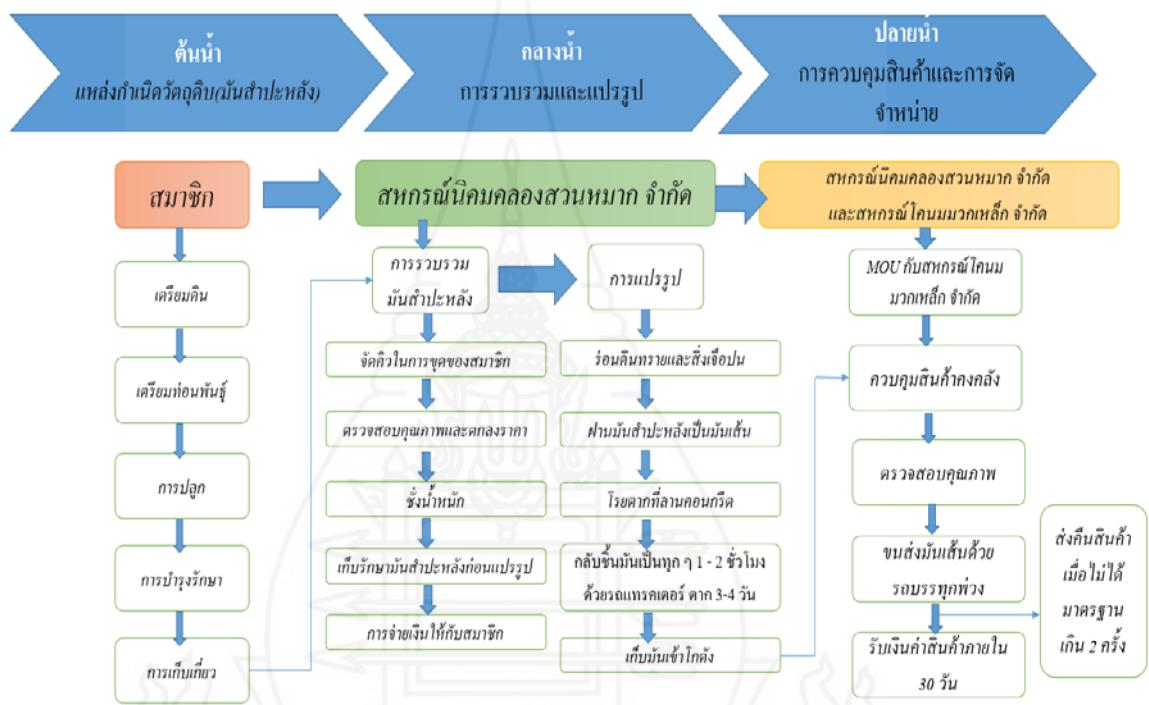 ต้นน้ำ
แหล่งกำเนิดวัตถุดิบ(มันสำปะหลัง)
กลางน้ำ
การรวบรวมและแปรรูป
ปลายน้ำ
การควบคุมสินค้าและการจัด
จำหน่าย
สมาชิก
เตรียมดิน
เตรียมท่อนพันธุ์
การปลูก
การบำรุงรักษา
การเก็บเกี่ยว
สหกรณ์นิคมคลองสวนหมาก จำกัด
การรวบรวม
มันสำปะหลัง
จัดคิวในการขุดของสมาชิก
ตรวจสอบคุณภาพและตกลงราคา
ชั่งน้ำหนัก
เก็บรักษามันสำปะหลังก่อนแปรรูป
การจ่ายเงินให้กับสมาชิก
การแปรรูป
ร่อนดินทรายและสิ่งเจือปน
ฝานมันสำปะหลังเป็นมันเส้น
โรยตากที่ลานคอนกรีต
กลับชิ้นมันเป็นทุก ๆ 1 - 2 ชั่วโมง
ด้วยรถแทรคเตอร์ ตาก 3-4 วัน
เก็บมันเข้าโกดัง
สหกรณ์นิคมคลองสวนหมาก จำกัด
และสหกรณ์โคนมมวกเหล็ก จำกัด
MOU กับสหกรณ์โคนม
มวกเหล็ก จำกัด
ควบคุมสินค้าคงคลัง
ตรวจสอบคุณภาพ
ขนส่งมันเส้นด้วย
รถบรรทุกพ่วง
รับเงินค่าสินค้าภายใน
30 วัน
ส่งคืนสินค้า
เมื่อไม่ได้
มาตรฐาน
เกิน 2 ครั้ง